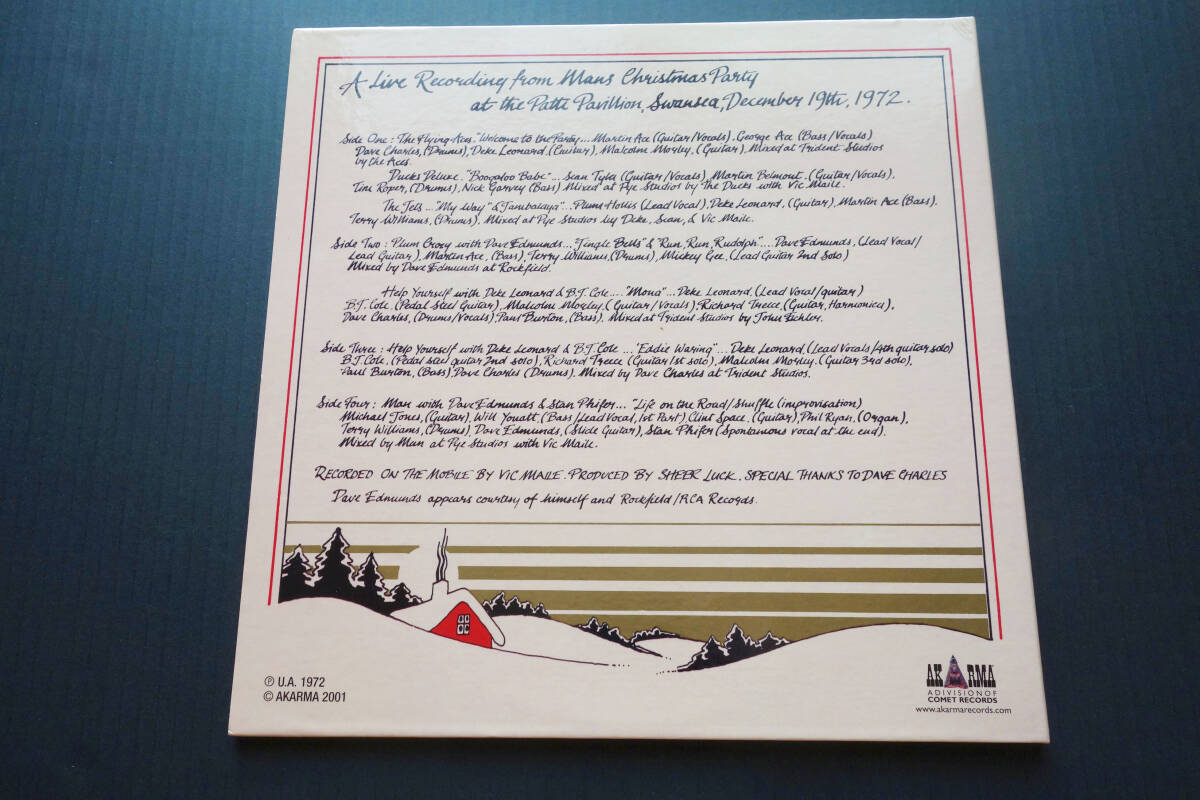 A Live Recording from Mans Christmas Party
at the Patti Pavillion, Swansea, December 19th, 1972.
Side One: The Flying Aces. "Welcome to the Party... Martin Ace (Guitar/Vocals). George Ace (Bass/Vocals)
Dave Charles, (Drums), Deke Leonard. (Guitar), Malcolm Morley. (Guitar). Mixed at Trident Studios
by the Aces.
Ducks Deluxe. "Boogaloo Babe"... Sean Tyla (Guitar/Vocals), Martin Belmont. (Guitar/Vocals),
Tim Roper, (Drums), Nick Garvey (Bass) Mixed at Pye Studios by The Ducks with Vic Maile.
The Jets... "My Way" & "Jambalaya"... Plum Hollis (Lead Vocal), Deke Leonard. (Guitar), Martin Ace (Bass),
Terry Williams, (Drums), Mixed at Pye Studios by Deke, Sean, & Vic Maile.
Side Two: Plum Crazy with Dave Edmunds... "Jingle Bells" & "Run, Run, Rudolph"... Dave Edmunds, (Lead Vocal/
Lead Guitar), Martin Ace, (Bass), Terry Williams, (Drums), Mickey Gee, (Lead Guitar 2nd Solo)
Mixed by Dave Edmunds at Rockfield.
Help Yourself with Deke Leonard & B.J. Cole.... "Mona"... Deke Leonard. (Lead Vocal/guitar)
B.J. Cole, (Pedal Steel Guitar), Malcolm Morley, (Guitar/Vocals), Richard Treece, (Guitar, Harmonica),
Dave Charles, (Drums/Vocals), Paul Burton, (Bass). Mixed at Trident Studios by John Eichler.
Side Three: Help Yourself with Deke Leonard & B.J. Cole ... "Eddie Waring"... Deke Leonard, (Lead Vocals/4th guitar solo)
B.J. Cole, (Pedal steel guitar 2nd solo), Richard Treece (Guitar 1st solo), Malcolm Morley. (Guitar 3rd solo),
Paul Burton, (Bass), Dave Charles (Drums). Mixed by Dave Charles at Trident Studios.
Side Four: Man with Dave Edmunds & Stan Phifer... "Life on the Road/Shuffle (improvisation)
Michael Jones, (Guitar) Will Youatt (Bass/Lead Vocal, 1st Part) Clint Space, (Guitar), Phil Ryan, (Organ),
Terry Williams, (Drums), Dave Edmunds, (Slide Guitar), Stan Phifer (Spontaneous vocal at the end).
Mixed by Man at Pye Studios with Vic Maile.
RECORDED ON THE MOBILE BY VIC MAILE. PRODUCED BY SHEER LUCK. SPECIAL THANKS TO DAVE CHARLES
Dave Edmunds appears courtesy of himself and Rockfield/RCA Records.
℗ U.A. 1972
© AKARMA 2001
AKARMA
A DIVISION OF
COMET RECORDS
www.akarmarecords.com